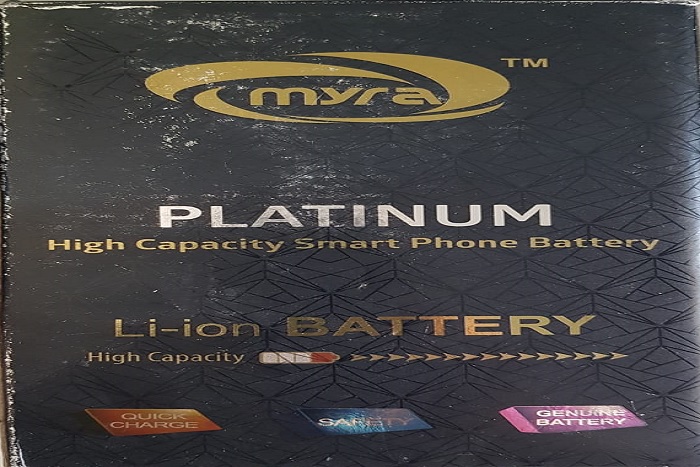 myra TM
PLATINUM
High Capacity Smart Phone Battery
Li-ion BATTERY
High Capacity
QUICK CHARGE
SAFETY
GENUINE BATTERY